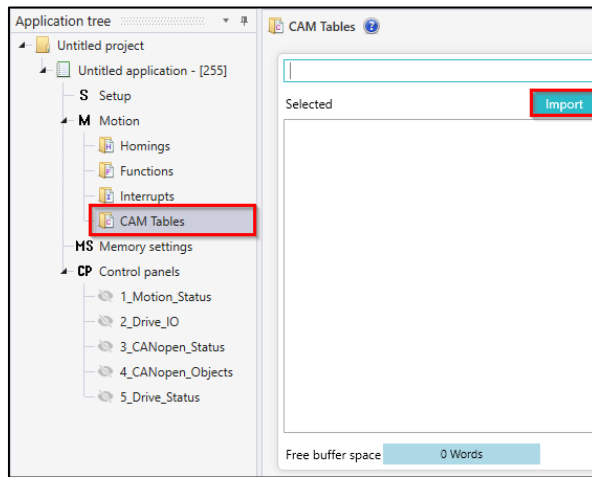 Application tree
Untitled project
Untitled application - [255]
S Setup
M Motion
H Homings
F Functions
I Interrupts
C CAM Tables
MS Memory settings
CP Control panels
1_Motion_Status
2_Drive_IO
3_CANopen_Status
4_CANopen_Objects
5_Drive_Status
C CAM Tables ?
Selected
Import
Free buffer space 0 Words